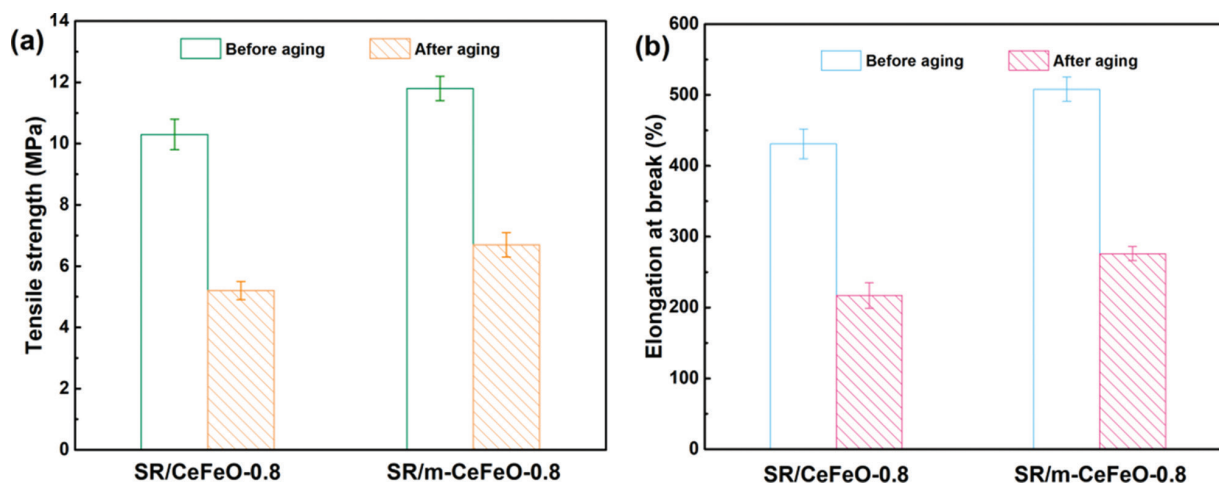 (a)
Before aging
After aging
Tensile strength (MPa)
14
12
10
8
6
4
2
0
SR/CeFeO-0.8
SR/m-CeFeO-0.8
(b)
Before aging
After aging
Elongation at break (%)
600
500
400
300
200
100
0
SR/CeFeO-0.8
SR/m-CeFeO-0.8